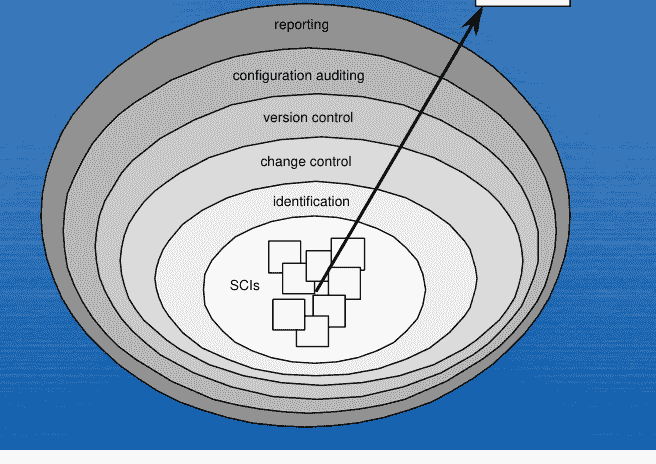 reporting
configuration auditing
version control
change control
identification
SCIs